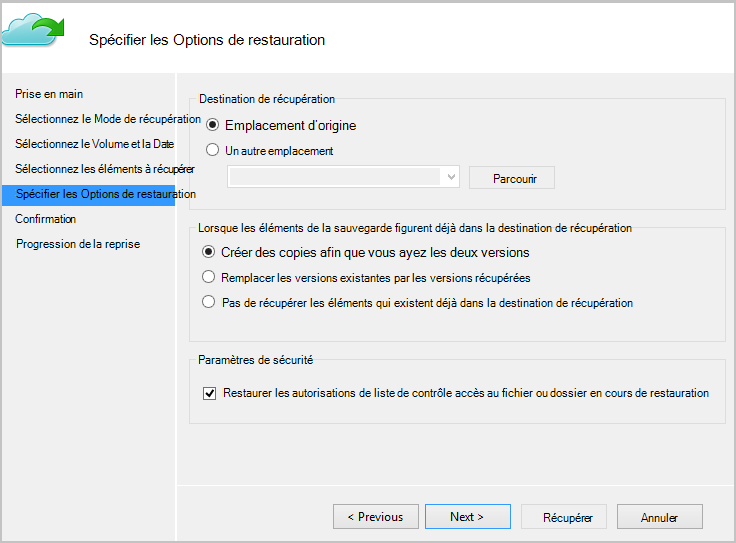 Spécifier les Options de restauration
Prise en main
Sélectionnez le Mode de récupération
Sélectionnez le Volume et la Date
Sélectionnez les éléments à récupérer
Spécifier les Options de restauration
Confirmation
Progression de la reprise
Destination de récupération
Emplacement d'origine
Un autre emplacement
Parcourir
Lorsque les éléments de la sauvegarde figurent déjà dans la destination de récupération
Créer des copies afin que vous ayez les deux versions
Remplacer les versions existantes par les versions récupérées
Pas de récupérer les éléments qui existent déjà dans la destination de récupération
Paramètres de sécurité
Restaurer les autorisations de liste de contrôle accès au fichier ou dossier en cours de restauration
< Previous
Next >
Récupérer
Annuler